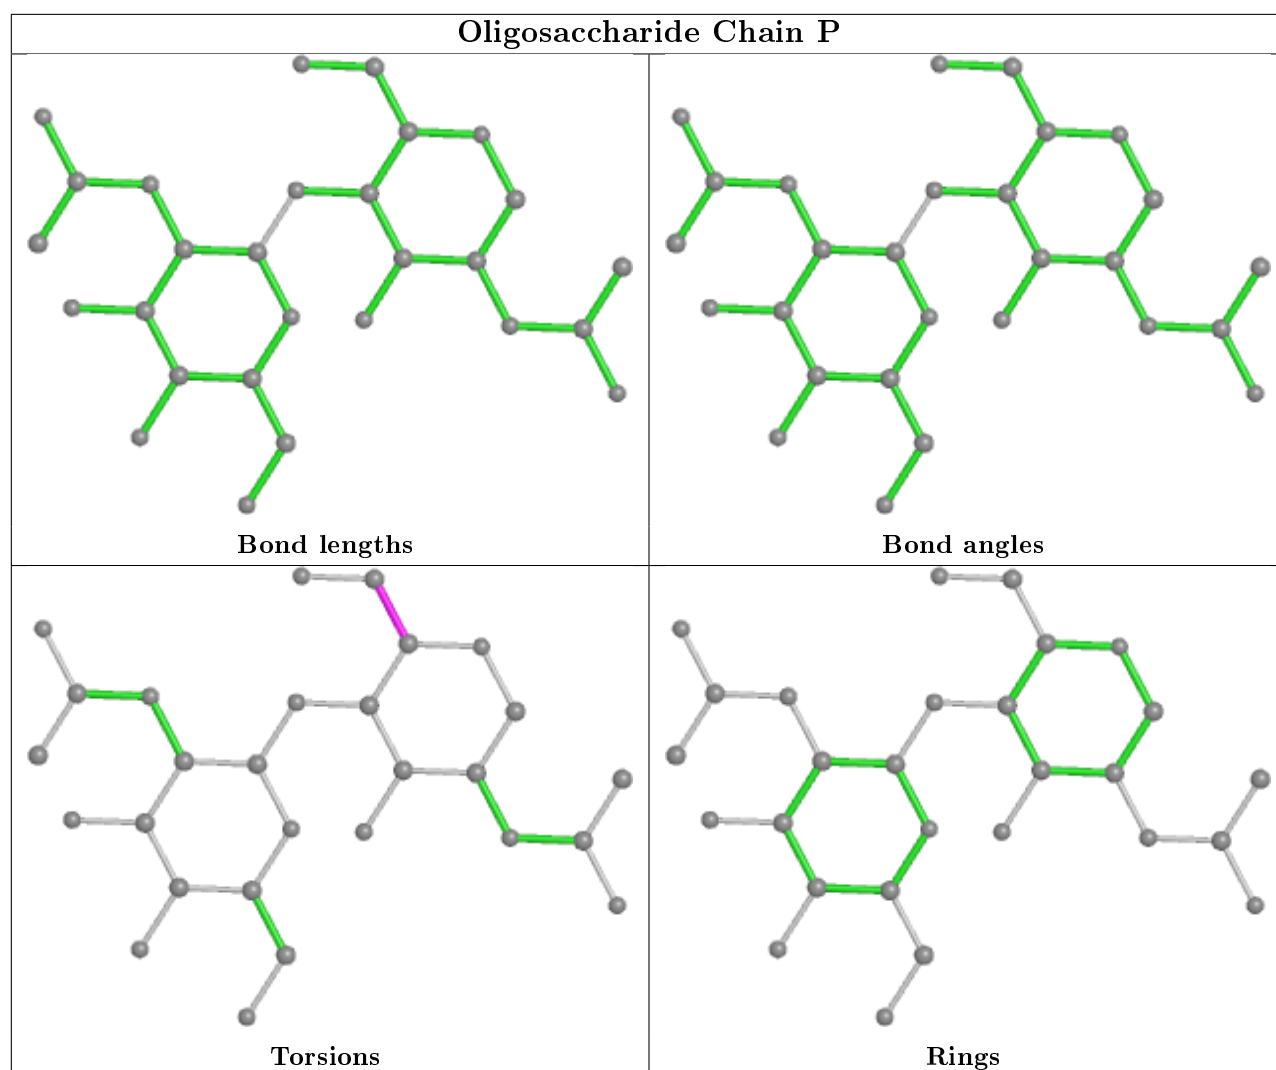 Oligosaccharide Chain P
Bond lengths
Bond angles
Torsions
Rings